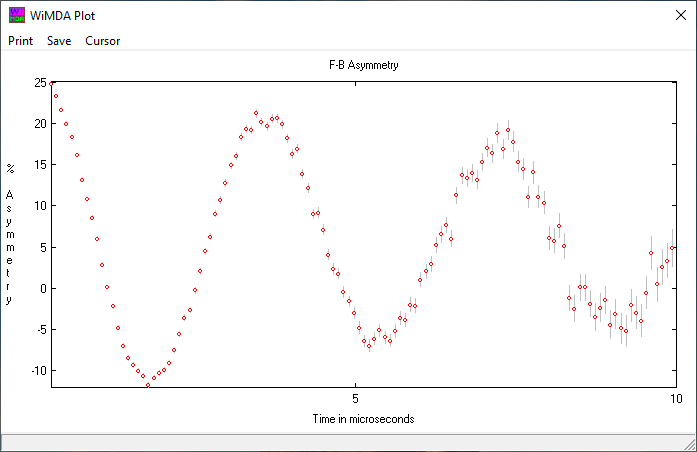 WiMDA Plot
Print Save Cursor
F-B Asymmetry
25
20
15
10
5
0
-5
-10
% Asymmetry
5
10
Time in microseconds